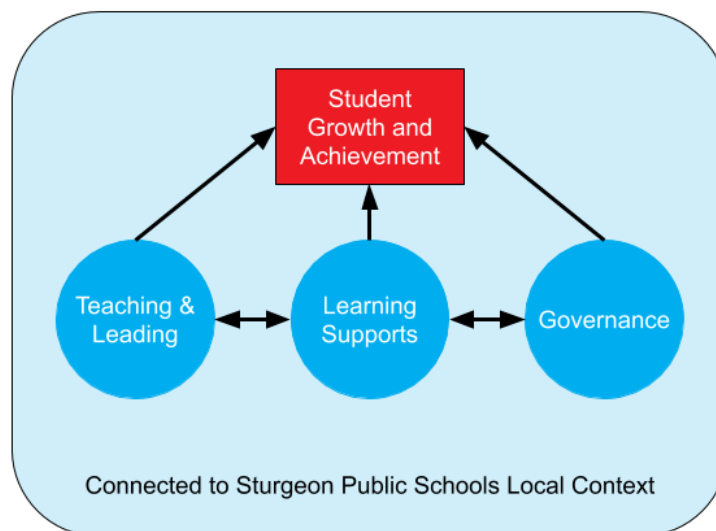 Student
Growth and
Achievement
Teaching &
Leading
Learning
Supports
Governance
Connected to Sturgeon Public Schools Local Context